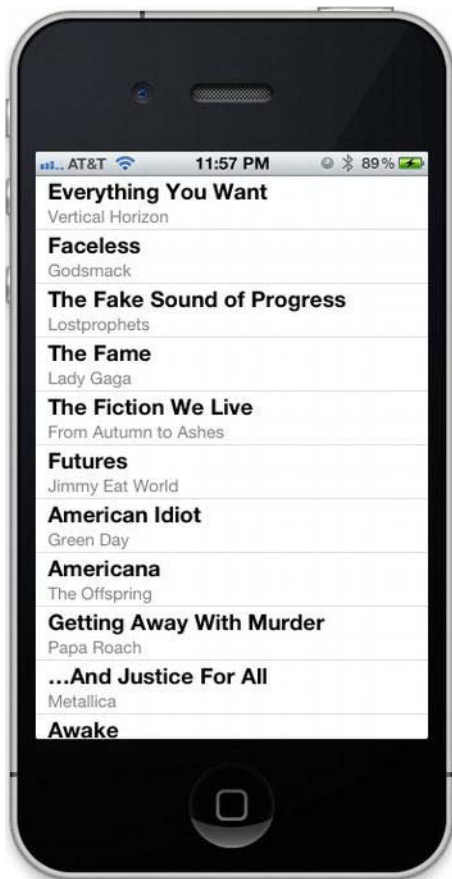 AT&T 11:57 PM 89%
Everything You Want
Vertical Horizon
Faceless
Godsmack
The Fake Sound of Progress
Lostprophets
The Fame
Lady Gaga
The Fiction We Live
From Autumn to Ashes
Futures
Jimmy Eat World
American Idiot
Green Day
Americana
The Offspring
Getting Away With Murder
Papa Roach
...And Justice For All
Metallica
Awake